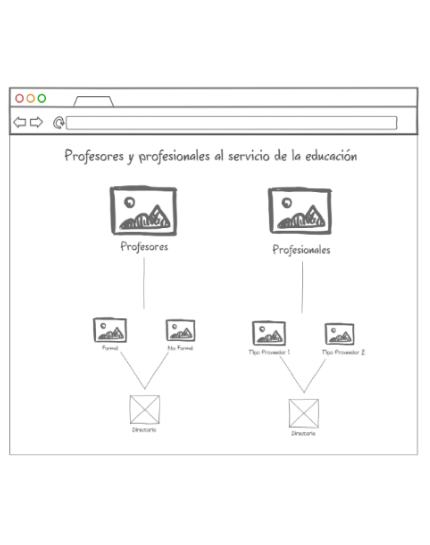 Profesores y profesionales al servicio de la educación
Profesores
Profesionales
Formal
No Formal
Tipo Proveedor 1
Tipo Proveedor 2
Directorio
Directorio